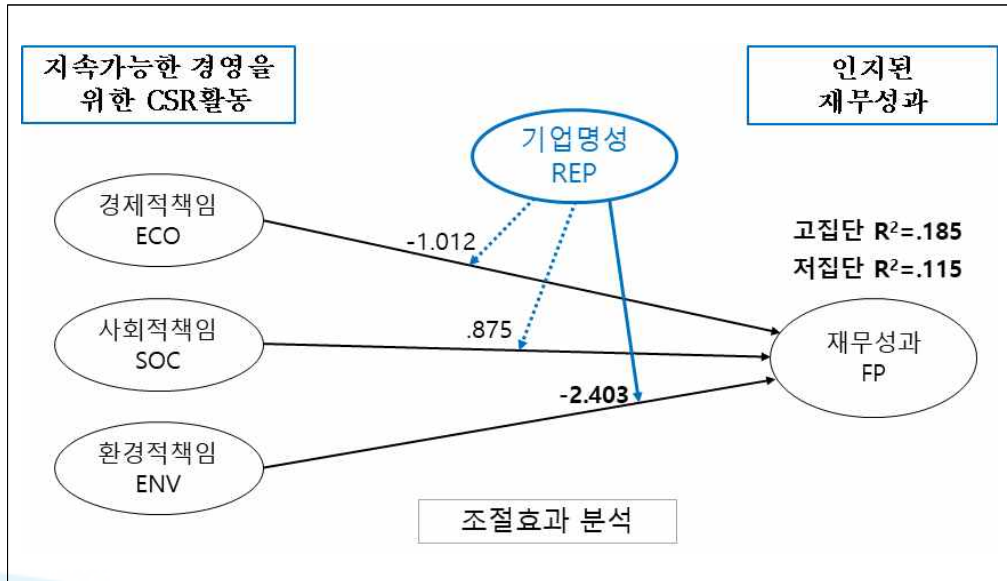 지속가능한 경영을
위한 CSR활동
인지된
재무성과
기업명성
REP
경제적책임
ECO
-1.012
고집단 R²=.185
저집단 R²=.115
사회적책임
SOC
.875
재무성과
FP
-2.403
환경적책임
ENV
조절효과 분석